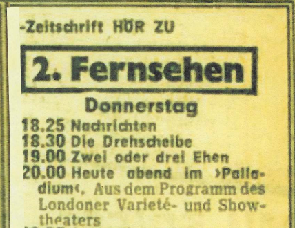 -Zeitschrift HÖR ZU
2. Fernsehen
Donnerstag
18.25 Nachrichten
18.30 Die Drehscheibe
19.00 Zwei oder drei Ehen
20.00 Heute abend im ›Palla-
dium‹. Aus dem Programm des
Londoner Varieté- und Show-
theaters